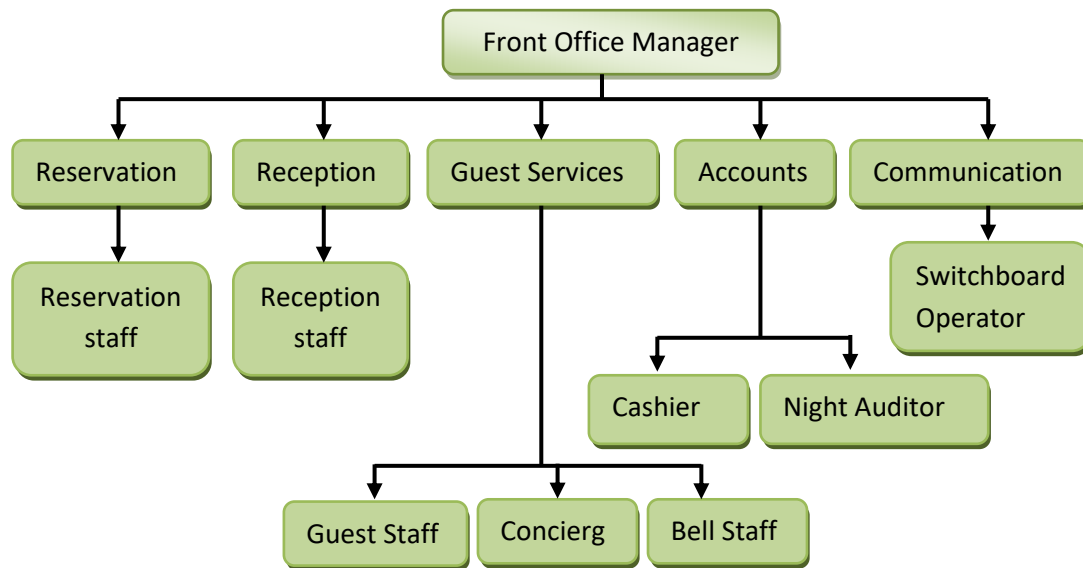 Front Office Manager
Reservation
Reception
Guest Services
Accounts
Communication
Reservation
staff
Reception
staff
Switchboard
Operator
Cashier
Night Auditor
Guest Staff
Concierg
Bell Staff